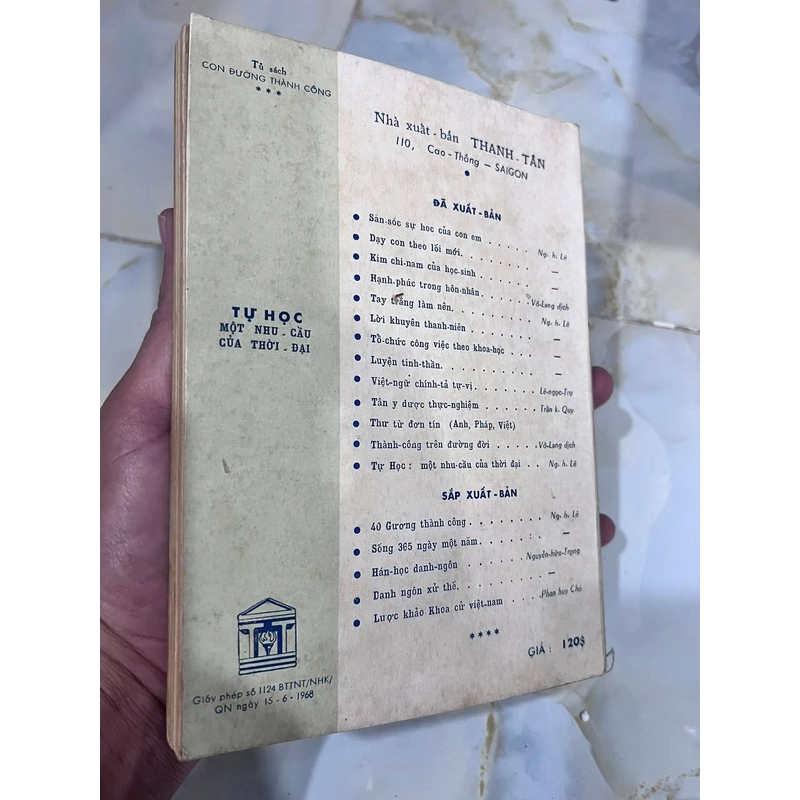 Tủ sách
CON ĐƯỜNG THÀNH CÔNG
* * *
TỰ HỌC
MỘT NHU - CẦU
CỦA THỜI - ĐẠI
Giấy phép số 1124 BTTNT/NHK/
QN ngày 15 - 6 - 1968
Nhà xuất - bản THANH - TÂN
110, Cao - Thắng — SAIGON
ĐÃ XUẤT - BẢN
• Săn-sóc sự học của con em . . . . . . Ng. h. Lê
• Dạy con theo lối mới. . . . . . . . —
• Kim chỉ-nam của học-sinh . . . . . . —
• Hạnh-phúc trong hôn-nhân. . . . . . Võ-Lang dịch
• Tay trắng làm nên. . . . . . . . . Ng. h. Lê
• Lời khuyên thanh-niên . . . . . . . —
• Tổ-chức công việc theo khoa-học . . . —
• Luyện tinh-thần. . . . . . . . . . —
• Việt-ngữ chính-tả tự-vị . . . . . . . Lê-ngọc-Trụ
• Tân y dược thực-nghiệm . . . . . . . Trần k. Quy
• Thư từ đơn tín (Anh, Pháp, Việt)
• Thành-công trên đường đời . . . . . . Võ-Lang dịch
• Tự Học : một nhu-cầu của thời đại . . Ng. h. Lê
SẮP XUẤT - BẢN
• 40 Gương thành công . . . . . . . . Ng. h. Lê
• Sống 365 ngày một năm. . . . . . . —
• Hán-học danh-ngôn . . . . . . . . Nguyễn-hữu-Trọng
• Danh ngôn xử thế. . . . . . . . . . —
• Lược khảo Khoa cử việt-nam . . . . Phan huy Chú
* * * *
GIÁ : 120$